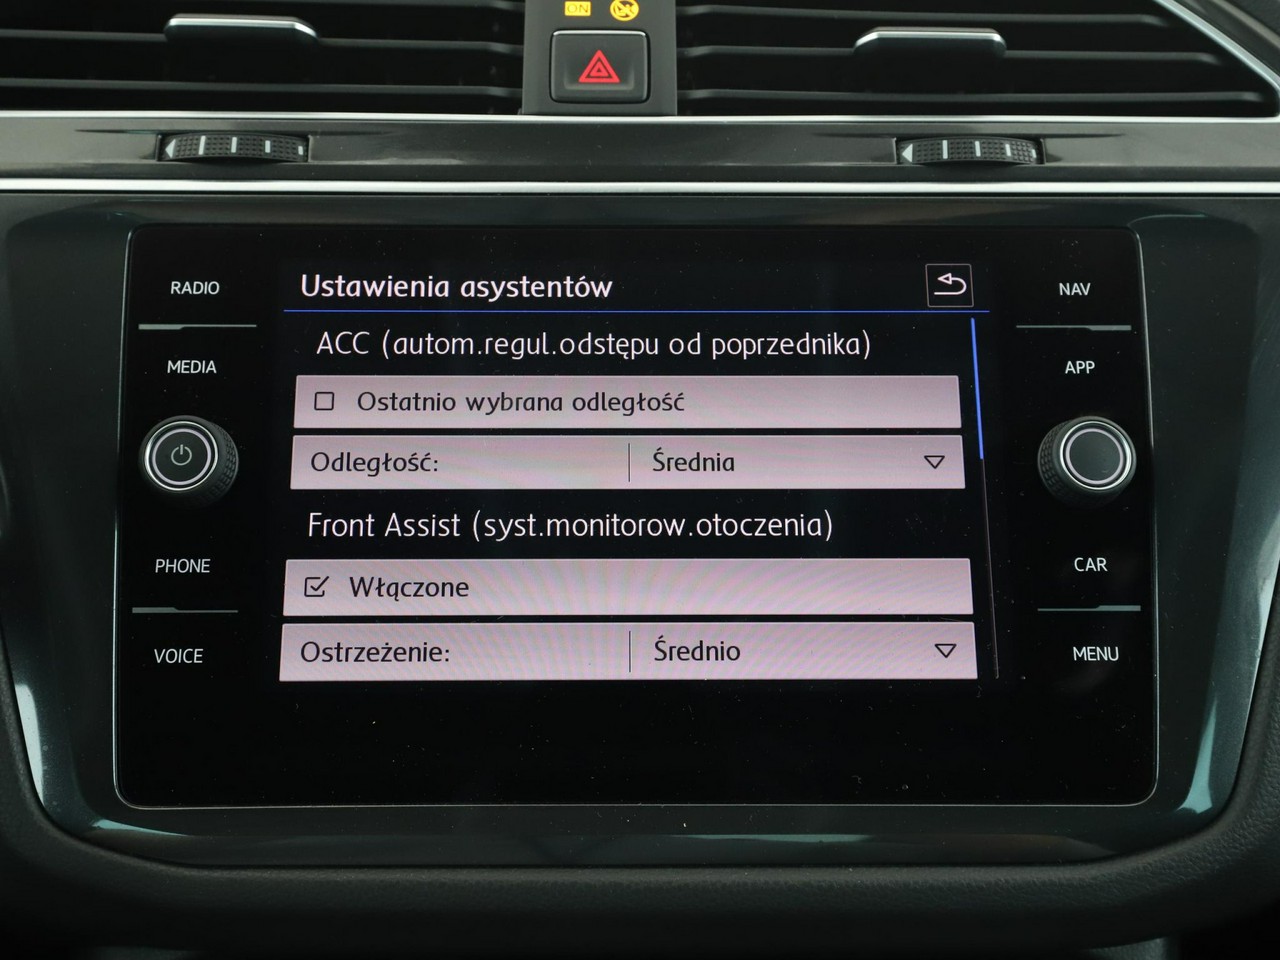 ON
RADIO
MEDIA
PHONE
VOICE
Ustawienia asystentów
ACC (autom.regul.odstępu od poprzednika)
Ostatnio wybrana odległość
Odległość: Średnia
Front Assist (syst.monitorow.otoczenia)
Włączone
Ostrzeżenie: Średnio
NAV
APP
CAR
MENU